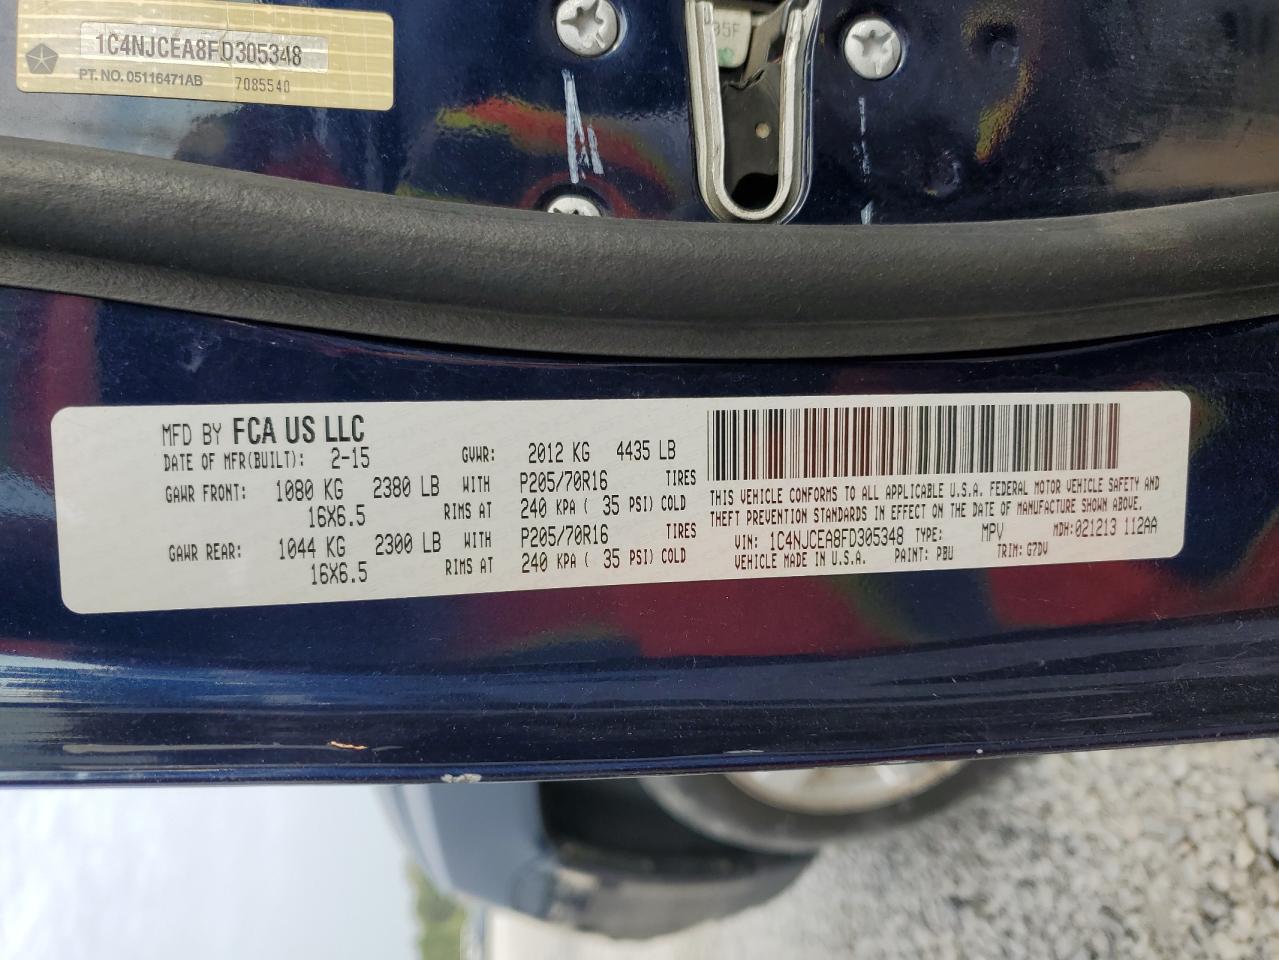 1C4NJCEA8FD305348
PT. NO. 05116471AB 7085540
05F
MFD BY FCA US LLC
DATE OF MFR(BUILT): 2-15 GVWR: 2012 KG 4435 LB
GAWR FRONT: 1080 KG 2380 LB WITH P205/70R16 TIRES
16X6.5 RIMS AT 240 KPA ( 35 PSI) COLD
GAWR REAR: 1044 KG 2300 LB WITH P205/70R16 TIRES
16X6.5 RIMS AT 240 KPA ( 35 PSI) COLD
THIS VEHICLE CONFORMS TO ALL APPLICABLE U.S.A. FEDERAL MOTOR VEHICLE SAFETY AND
THEFT PREVENTION STANDARDS IN EFFECT ON THE DATE OF MANUFACTURE SHOWN ABOVE.
VIN: 1C4NJCEA8FD305348 TYPE: MPV MDH:021213 112AA
VEHICLE MADE IN U.S.A. PAINT: PBU TRIM: G7DV